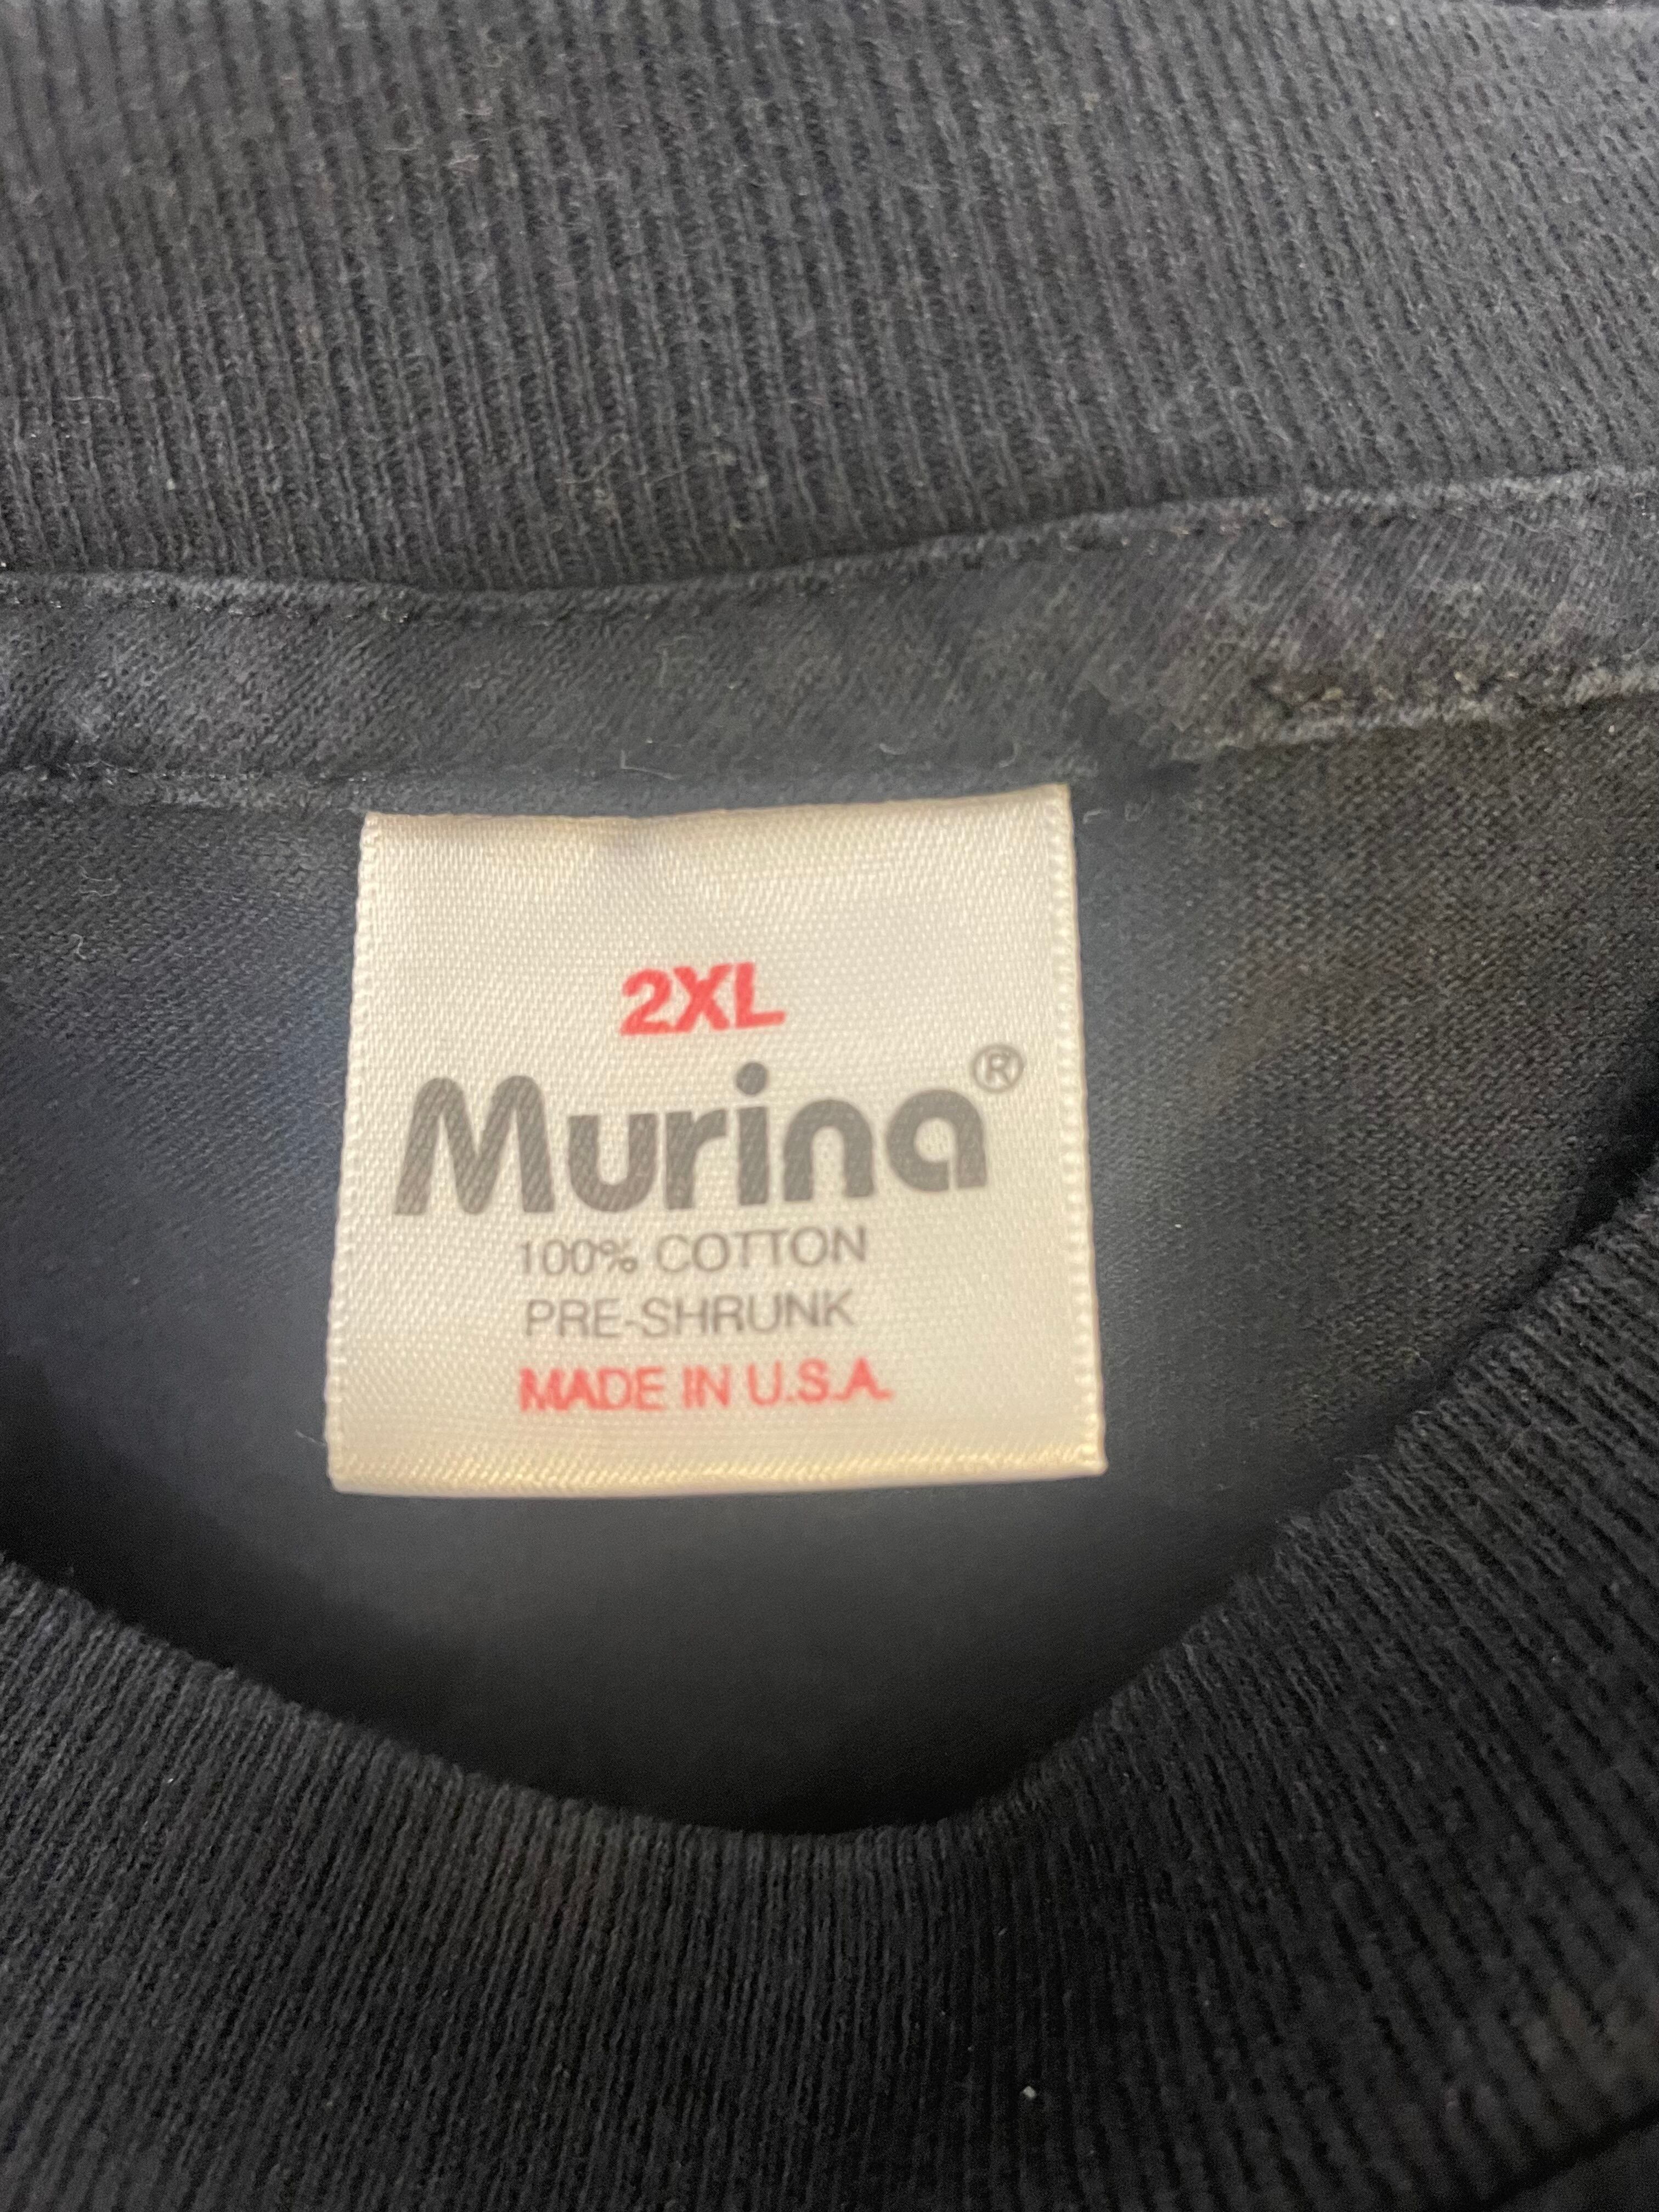 2XL
Murina®
100% COTTON
PRE-SHRUNK
MADE IN U.S.A.